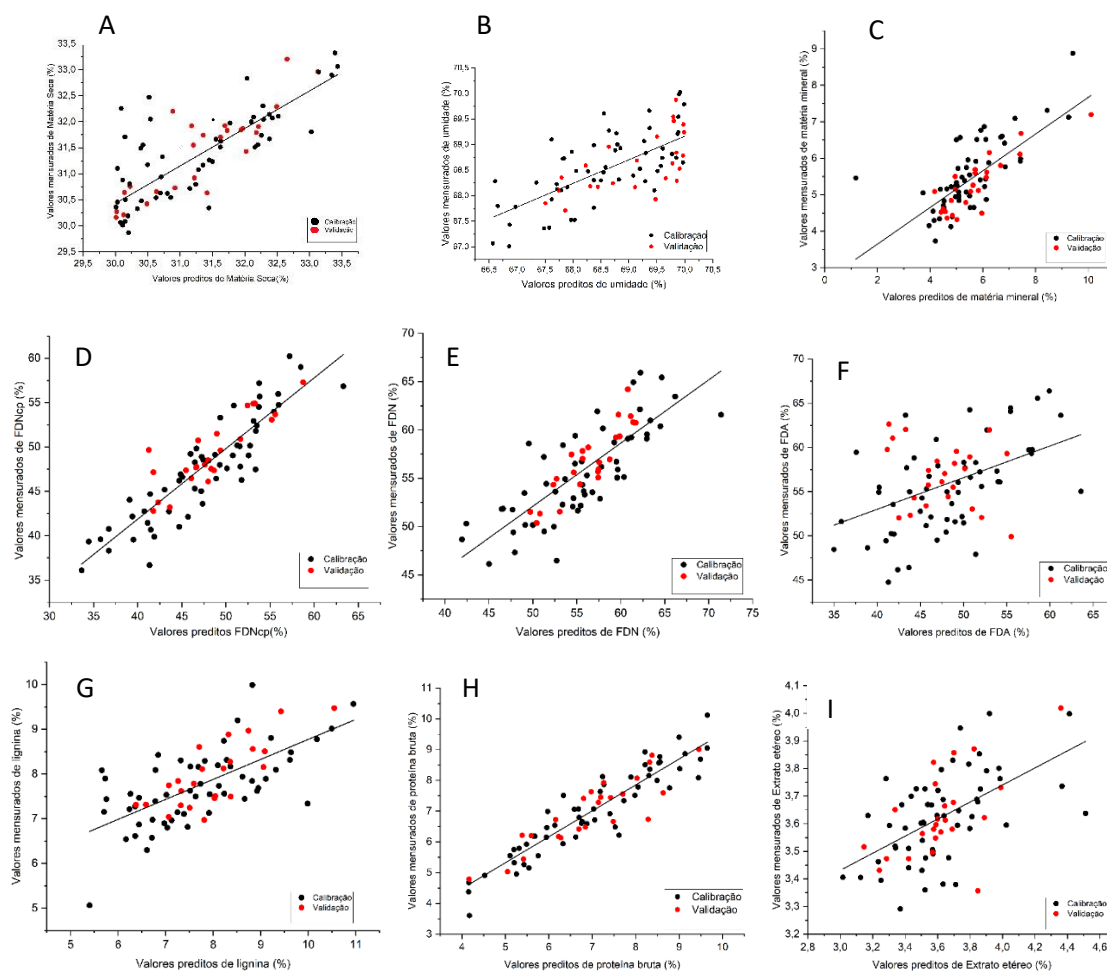 A
Valores mensurados de Matéria Seca (%)
33,5
33,0
32,5
32,0
31,5
31,0
30,5
30,0
29,5
29,5 30,0 30,5 31,0 31,5 32,0 32,5 33,0 33,5
Valores preditos de Matéria Seca(%)
Calibração
Validação
B
Valores mensurados de umidade (%)
70,5
70,0
69,5
69,0
68,5
68,0
67,5
67,0
66,5 67,0 67,5 68,0 68,5 69,0 69,5 70,0 70,5
Valores preditos de umidade (%)
Calibração
Validação
C
Valores mensurados de matéria mineral (%)
9
8
7
6
5
4
3
0 2 4 6 8 10
Valores preditos de matéria mineral (%)
Calibração
Validação
D
Valores mensurados de FDNcp (%)
60
55
50
45
40
35
30 35 40 45 50 55 60 65
Valores preditos FDNcp(%)
Calibração
Validação
E
Valores mensurados de FDN (%)
70
65
60
55
50
45
40 45 50 55 60 65 70 75
Valores preditos de FDN (%)
Calibração
Validação
F
Valores mensurados de FDA (%)
70
65
60
55
50
45
35 40 45 50 55 60 65
Valores preditos de FDA (%)
Calibração
Validação
G
Valores mensurados de lignina (%)
10
9
8
7
6
5
5 6 7 8 9 10 11
Valores preditos de lignina (%)
Calibração
Validação
H
Valores mensurados de proteína bruta (%)
11
10
9
8
7
6
5
4
3
4 5 6 7 8 9 10
Valores preditos de proteína bruta (%)
Calibração
Validação
I
Valores mensurados de Extrato etéreo (%)
4,1
4,0
3,9
3,8
3,7
3,6
3,5
3,4
3,3
3,2
2,8 3,0 3,2 3,4 3,6 3,8 4,0 4,2 4,4 4,6
Valores preditos de Extrato etéreo (%)
Calibração
Validação